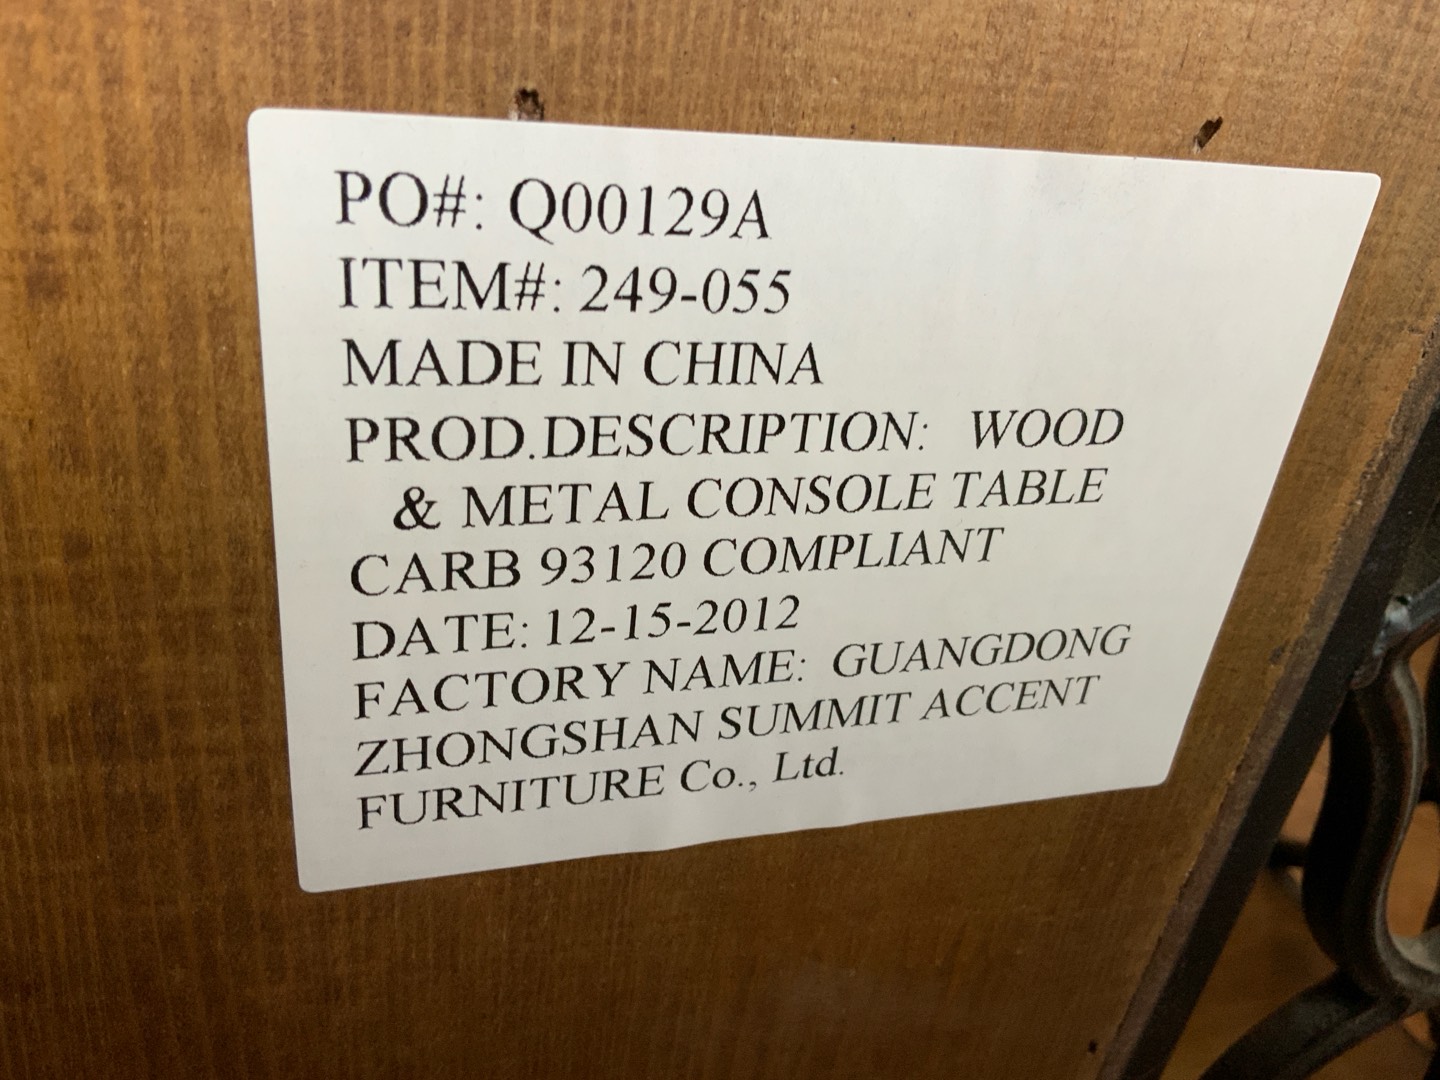 PO#: Q00129A
ITEM#: 249-055
MADE IN CHINA
PROD.DESCRIPTION: WOOD
& METAL CONSOLE TABLE
CARB 93120 COMPLIANT
DATE: 12-15-2012
FACTORY NAME: GUANGDONG
ZHONGSHAN SUMMIT ACCENT
FURNITURE Co., Ltd.